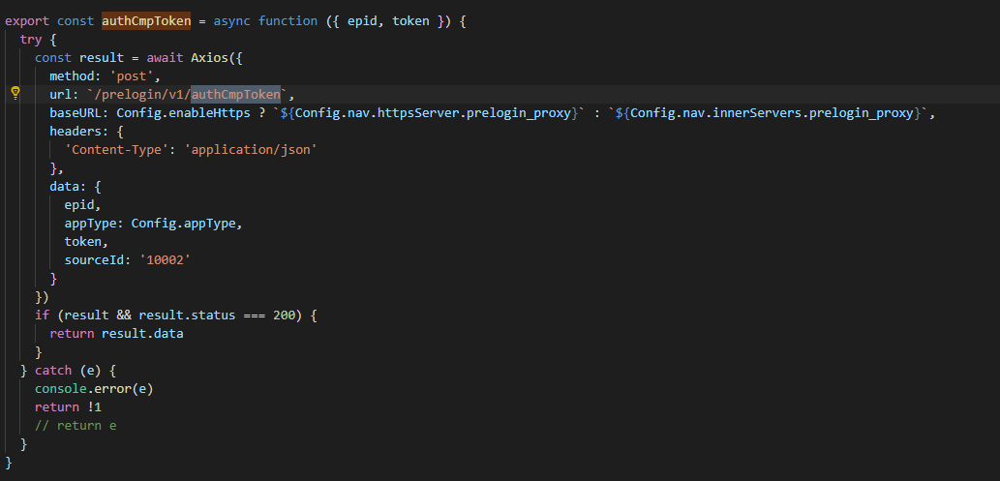 export const authCmpToken = async function ({ epid, token }) {
try {
const result = await Axios({
method: 'post',
url: `/prelogin/v1/authCmpToken`,
baseURL: Config.enableHttps ? `${Config.nav.httpsServer.prelogin_proxy}` : `${Config.nav.innerServers.prelogin_proxy}`,
headers: {
'Content-Type': 'application/json'
},
data: {
epid,
appType: Config.appType,
token,
sourceId: '10002'
}
})
if (result && result.status === 200) {
return result.data
}
} catch (e) {
console.error(e)
return !1
// return e
}
}